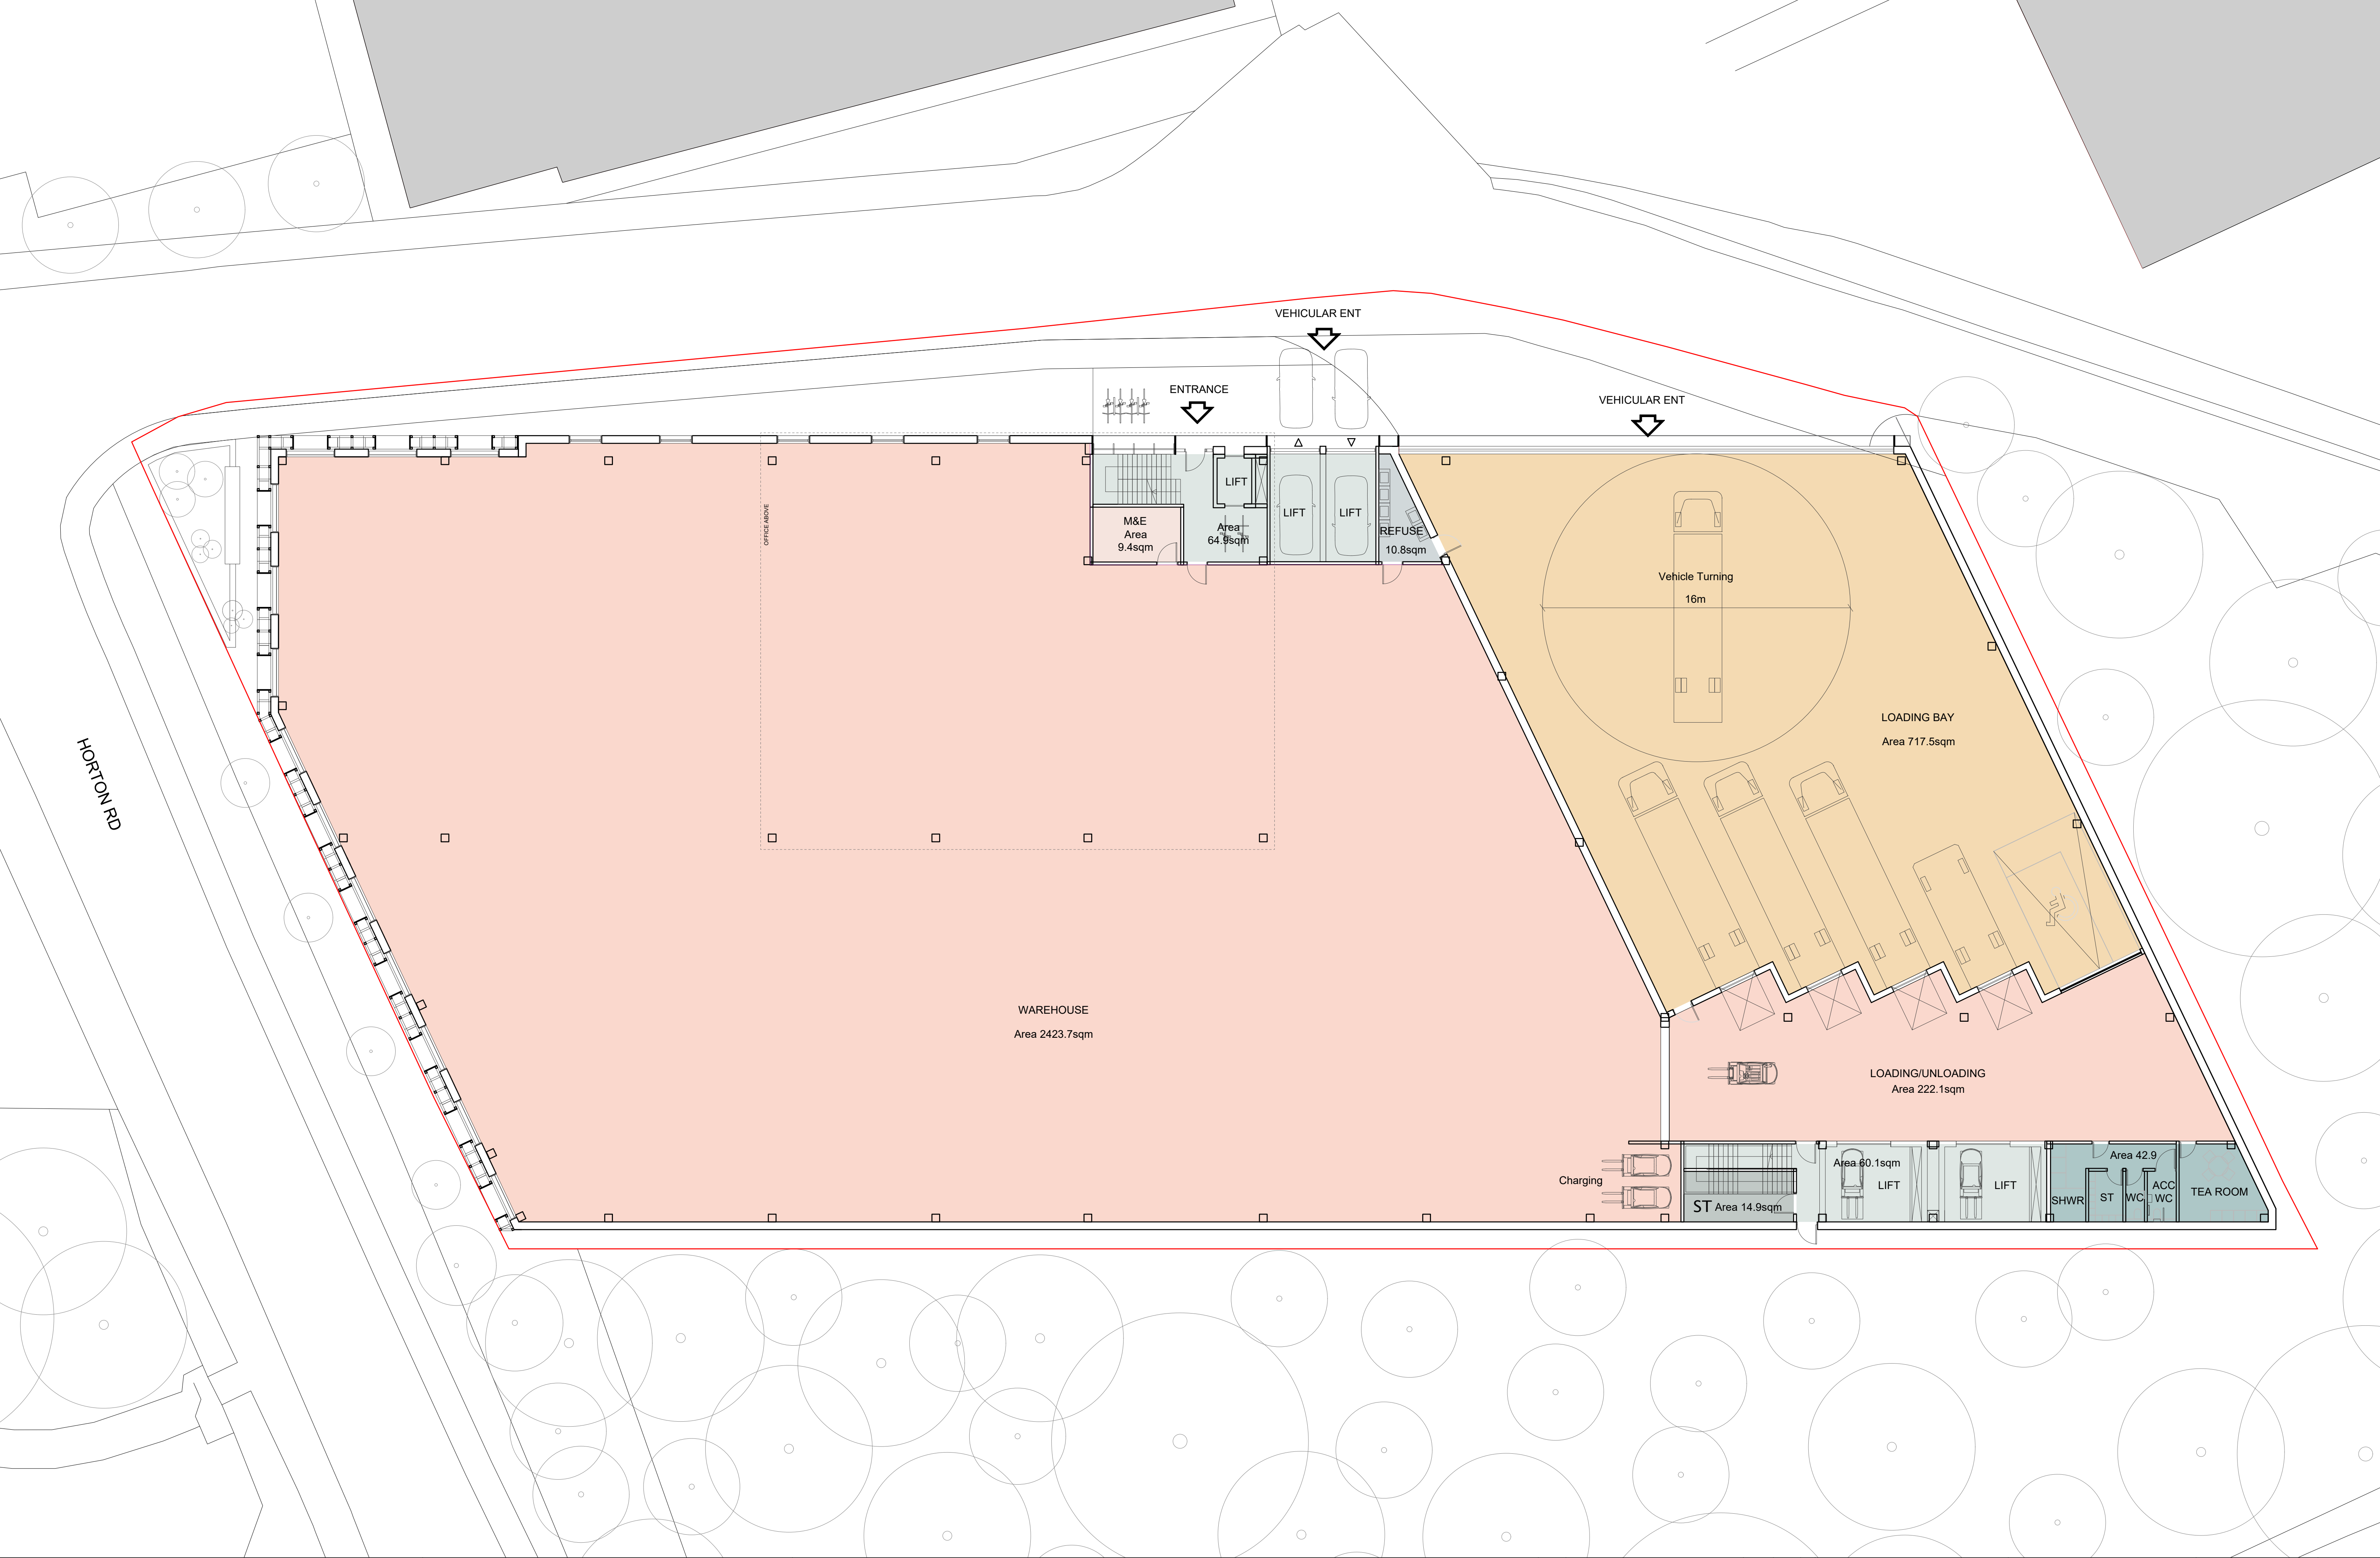 VEHICULAR ENT
ENTRANCE
VEHICULAR ENT
LIFT
OFFICE ABOVE
M&E
Area
9.4sqm
Area
64.9sqm
LIFT
LIFT
REFUSE
10.8sqm
Vehicle Turning
16m
LOADING BAY
Area 717.5sqm
HORTON RD
WAREHOUSE
Area 2423.7sqm
LOADING/UNLOADING
Area 222.1sqm
Charging
ST Area 14.9sqm
Area 60.1sqm
LIFT
LIFT
Area 42.9
SHWR
ST
WC
ACC
WC
TEA ROOM